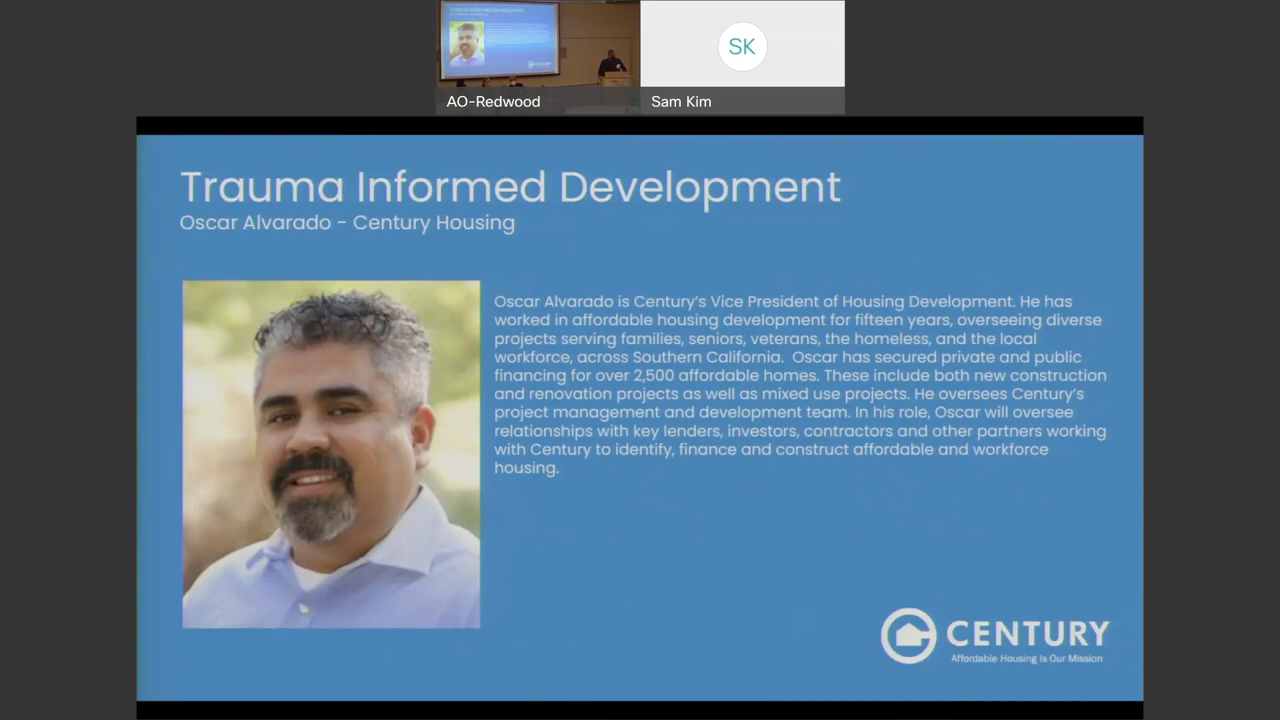 Trauma Informed Development
SK
AO-Redwood
Sam Kim
Trauma Informed Development
Oscar Alvarado - Century Housing
Oscar Alvarado is Century's Vice President of Housing Development. He has
worked in affordable housing development for fifteen years, overseeing diverse
projects serving families, seniors, veterans, the homeless, and the local
workforce, across Southern California. Oscar has secured private and public
financing for over 2,500 affordable homes. These include both new construction
and renovation projects as well as mixed use projects. He oversees Century's
project management and development team. In his role, Oscar will oversee
relationships with key lenders, investors, contractors and other partners working
with Century to identify, finance and construct affordable and workforce
housing.
CENTURY
Affordable Housing Is Our Mission